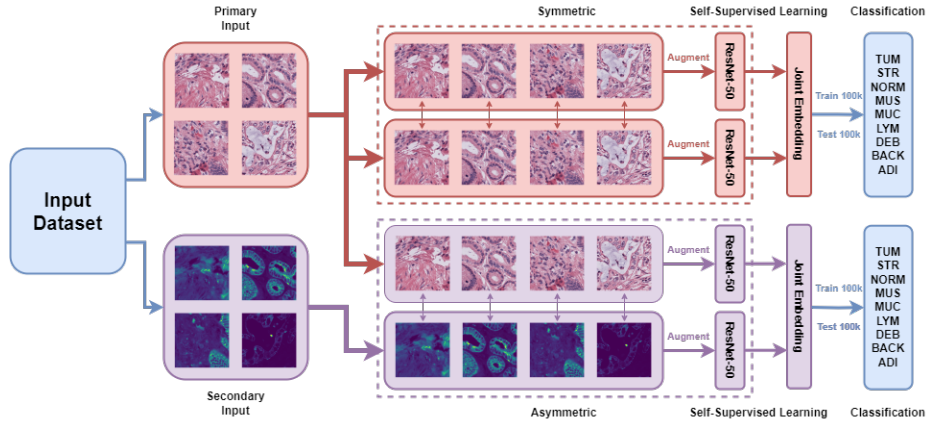 Primary
Input
Symmetric
Self-Supervised Learning
Classification
Input
Dataset
Augment
ResNet-50
Augment
ResNet-50
Joint Embedding
Train 100k
Test 100k
TUM
STR
NORM
MUS
MUC
LYM
DEB
BACK
ADI
Augment
ResNet-50
Augment
ResNet-50
Joint Embedding
Train 100k
Test 100k
TUM
STR
NORM
MUS
MUC
LYM
DEB
BACK
ADI
Secondary
Input
Asymmetric
Self-Supervised Learning
Classification